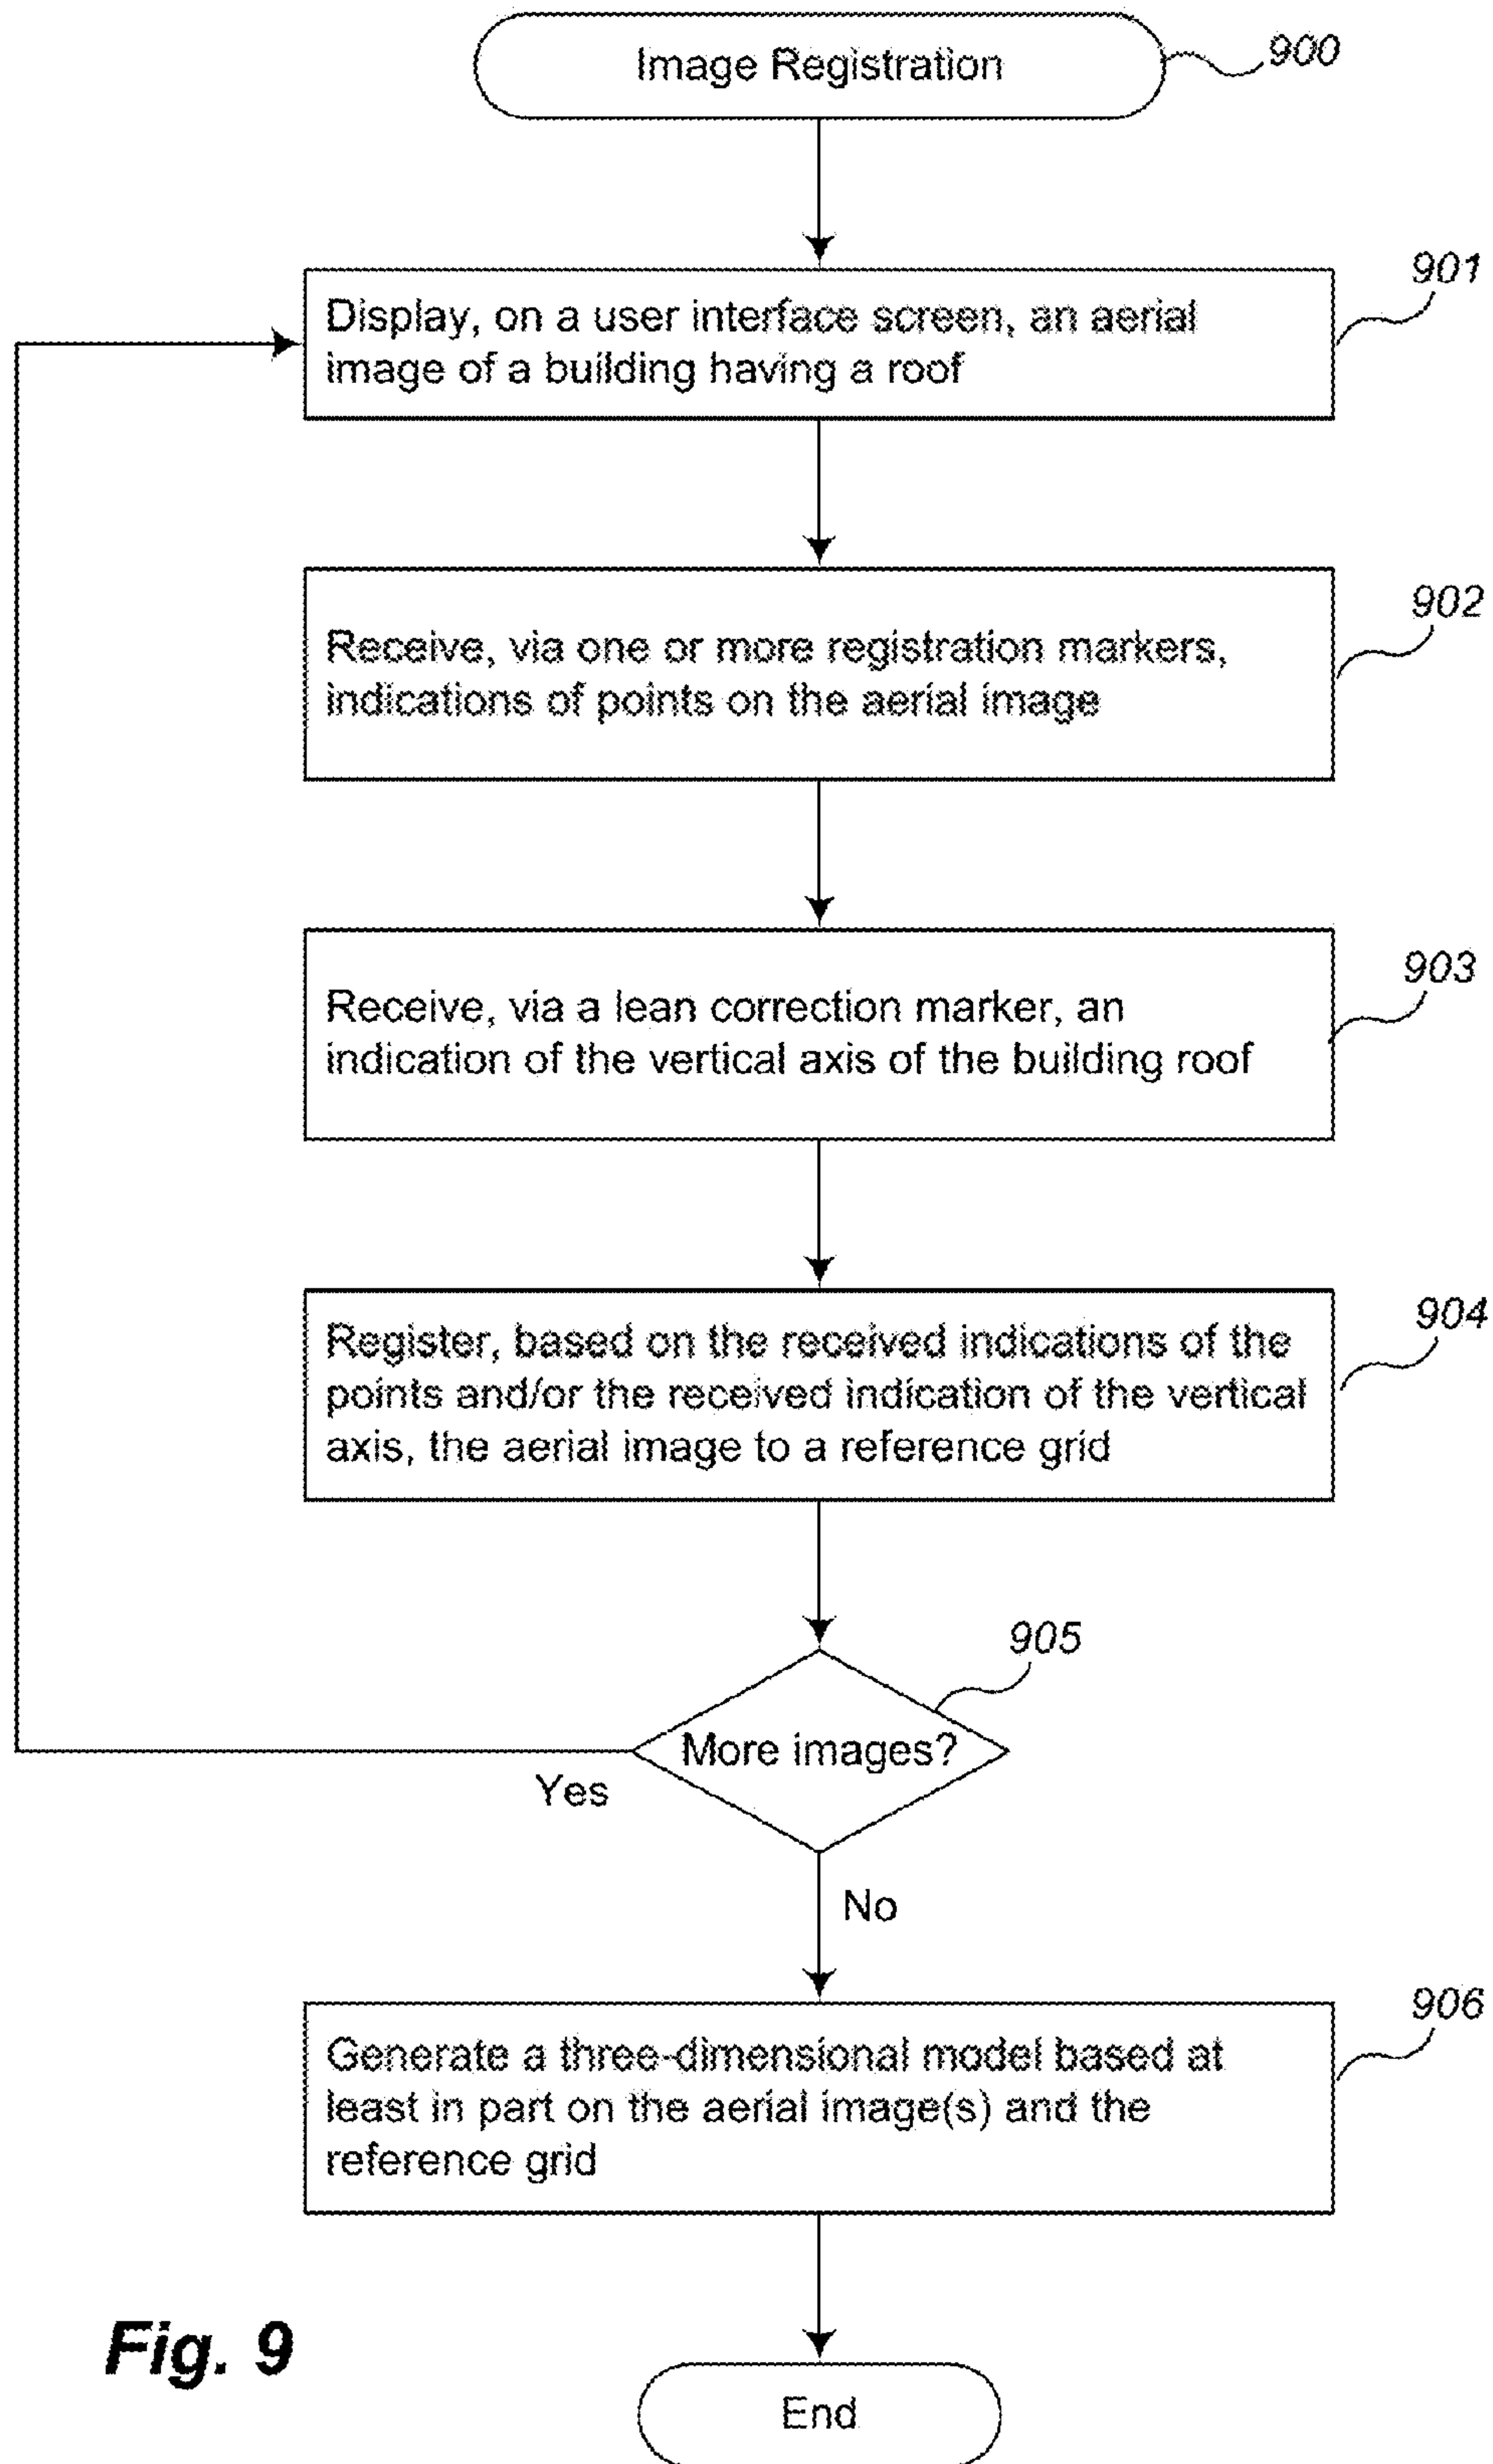 Image Registration
900
Display, on a user interface screen, an aerial
image of a building having a roof
901
Receive, via one or more registration markers,
indications of points on the aerial image
902
Receive, via a lean correction marker, an
indication of the vertical axis of the building roof
903
Register, based on the received indications of the
points and/or the received indication of the vertical
axis, the aerial image to a reference grid
904
905
More images?
Yes
No
Generate a three-dimensional model based at
least in part on the aerial image(s) and the
reference grid
906
Fig. 9
End